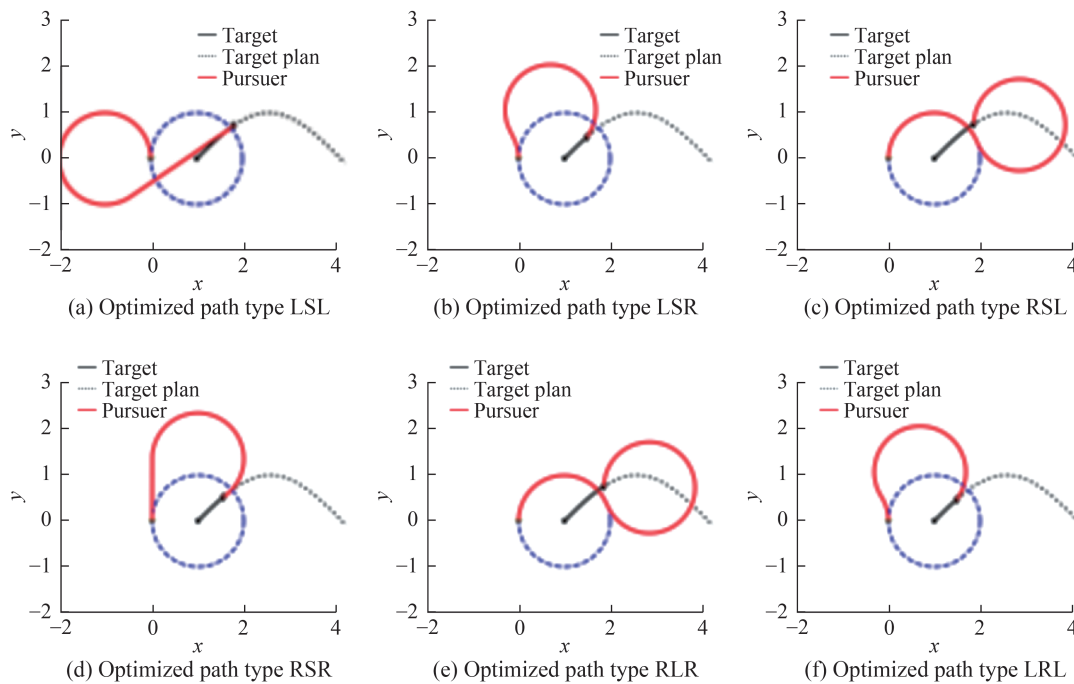 3
2
1
0
−1
−2
y
Target
Target plan
Pursuer
−2
0
2
4
x
(a) Optimized path type LSL
3
2
1
0
−1
−2
y
Target
Target plan
Pursuer
−2
0
2
4
x
(b) Optimized path type LSR
3
2
1
0
−1
−2
y
Target
Target plan
Pursuer
−2
0
2
4
x
(c) Optimized path type RSL
Target
Target plan
Pursuer
3
2
1
0
−1
−2
y
−2
0
2
4
x
(d) Optimized path type RSR
Target
Target plan
Pursuer
3
2
1
0
−1
−2
y
−2
0
2
4
x
(e) Optimized path type RLR
Target
Target plan
Pursuer
3
2
1
0
−1
−2
y
−2
0
2
4
x
(f) Optimized path type LRL